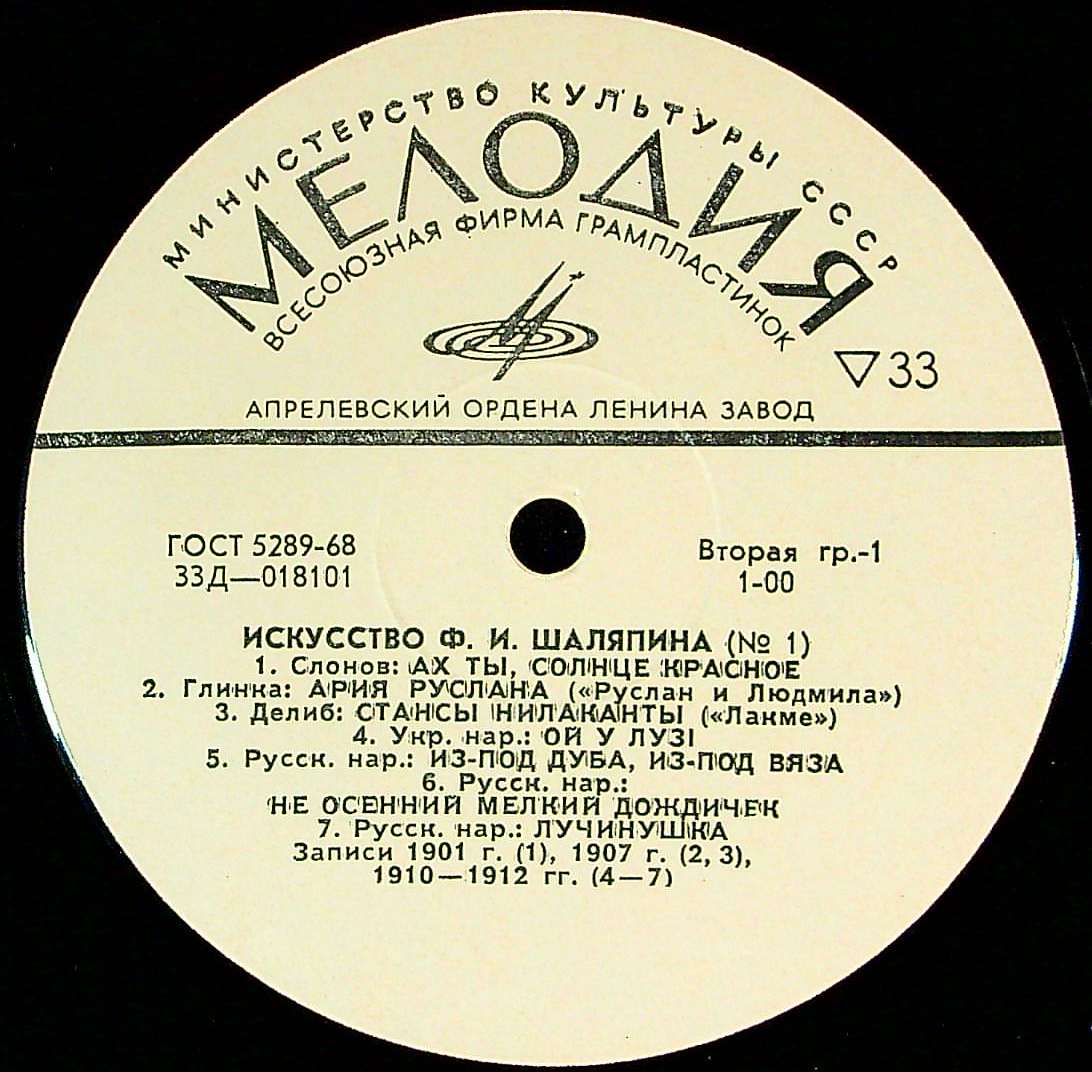 МИНИСТЕРСТВО КУЛЬТУРЫ СССР
МЕЛОДИЯ
ВСЕСОЮЗНАЯ ФИРМА ГРАМПЛАСТИНОК
▽33
АПРЕЛЕВСКИЙ ОРДЕНА ЛЕНИНА ЗАВОД
ГОСТ 5289-68
33Д—018101
Вторая гр.-1
1-00
ИСКУССТВО Ф. И. ШАЛЯПИНА (№ 1)
1. Слонов: АХ ТЫ, СОЛНЦЕ КРАСНОЕ
2. Глинка: АРИЯ РУСЛАНА («Руслан и Людмила»)
3. Делиб: СТАНСЫ НИЛАКАНТЫ («Лакме»)
4. Укр. нар.: ОЙ У ЛУЗІ
5. Русск. нар.: ИЗ-ПОД ДУБА, ИЗ-ПОД ВЯЗА
6. Русск. нар.:
НЕ ОСЕННИЙ МЕЛКИЙ ДОЖДИЧЕК
7. Русск. нар.: ЛУЧИНУШКА
Записи 1901 г. (1), 1907 г. (2, 3),
1910—1912 гг. (4—7)